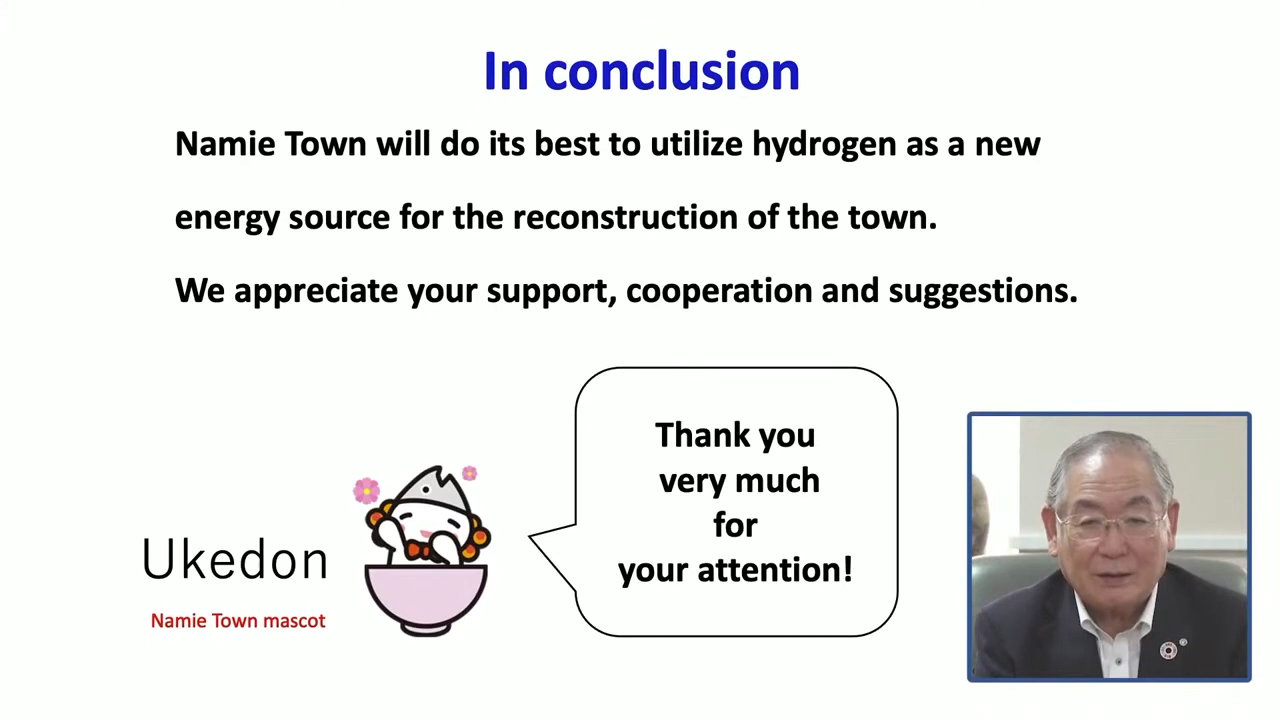 In conclusion
Namie Town will do its best to utilize hydrogen as a new
energy source for the reconstruction of the town.
We appreciate your support, cooperation and suggestions.
Thank you
very much
for
your attention!
Ukedon
Namie Town mascot